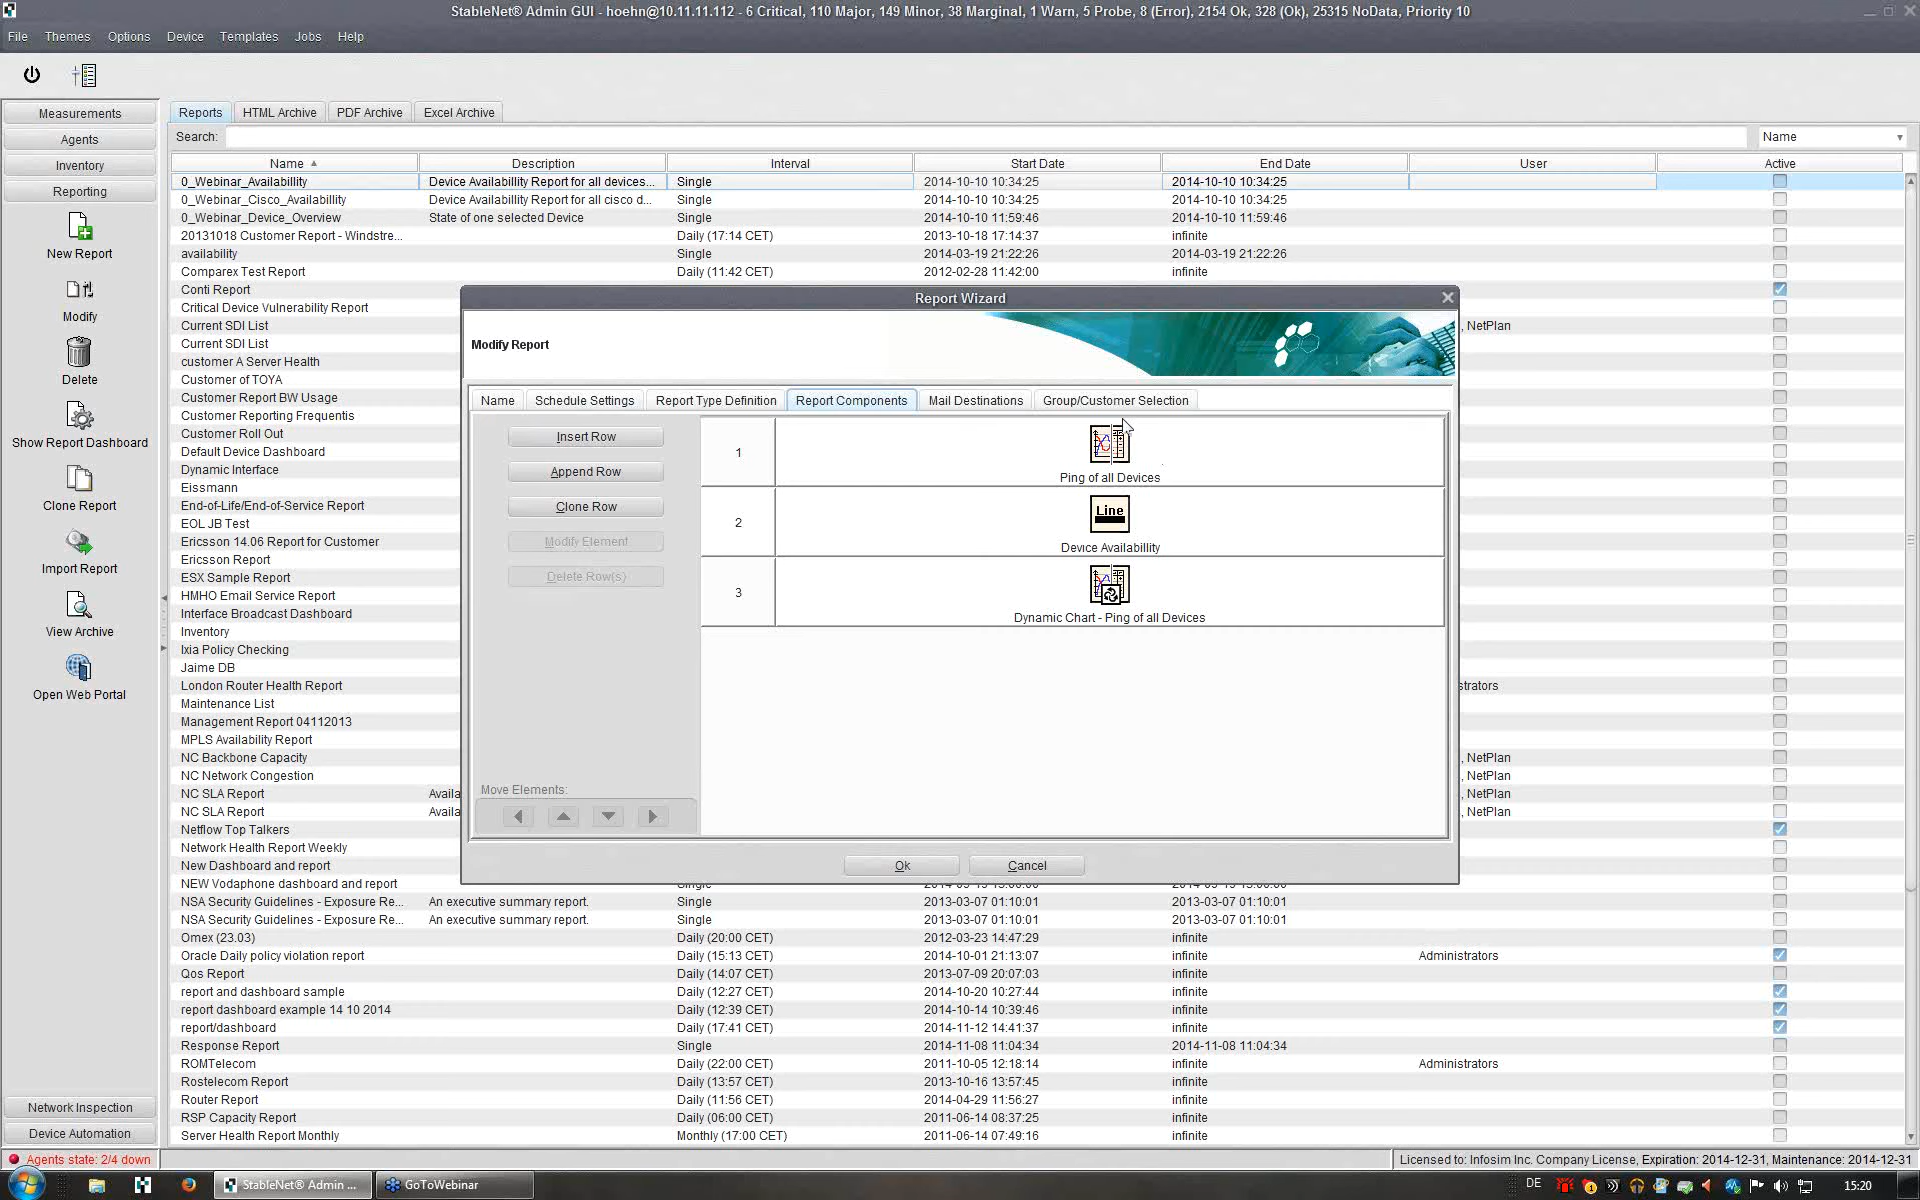 StableNet® Admin GUI - hoehn@10.11.11.112 - 6 Critical, 110 Major, 149 Minor, 38 Marginal, 1 Warn, 5 Probe, 8 (Error), 2154 Ok, 328 (Ok), 25315 NoData, Priority 10
File Themes Options Device Templates Jobs Help
Measurements
Agents
Inventory
Reporting
New Report
Modify
Delete
Show Report Dashboard
Clone Report
Import Report
View Archive
Open Web Portal
Network Inspection
Device Automation
Reports HTML Archive PDF Archive Excel Archive
Search: Name
Name Description Interval Start Date End Date User Active
0_Webinar_Availabillity Device Availabillity Report for all devices... Single 2014-10-10 10:34:25 2014-10-10 10:34:25
0_Webinar_Cisco_Availabillity Device Availabillity Report for all cisco d... Single 2014-10-10 10:34:25 2014-10-10 10:34:25
0_Webinar_Device_Overview State of one selected Device Single 2014-10-10 11:59:46 2014-10-10 11:59:46
20131018 Customer Report - Windstre... Daily (17:14 CET) 2013-10-18 17:14:37 infinite
availability Single 2014-03-19 21:22:26 2014-03-19 21:22:26
Comparex Test Report Daily (11:42 CET) 2012-02-28 11:42:00 infinite
Conti Report
Critical Device Vulnerability Report
Current SDI List , NetPlan
Current SDI List
customer A Server Health
Customer of TOYA
Customer Report BW Usage
Customer Reporting Frequentis
Customer Roll Out
Default Device Dashboard
Dynamic Interface
Eissmann
End-of-Life/End-of-Service Report
EOL JB Test
Ericsson 14.06 Report for Customer
Ericsson Report
ESX Sample Report
HMHO Email Service Report
Interface Broadcast Dashboard
Inventory
Ixia Policy Checking
Jaime DB
London Router Health Report strators
Maintenance List
Management Report 04112013
MPLS Availability Report
NC Backbone Capacity , NetPlan
NC Network Congestion , NetPlan
NC SLA Report Availa , NetPlan
NC SLA Report Availa , NetPlan
Netflow Top Talkers
Network Health Report Weekly
New Dashboard and report
NEW Vodaphone dashboard and report
NSA Security Guidelines - Exposure Re... An executive summary report. Single 2013-03-07 01:10:01 2013-03-07 01:10:01
NSA Security Guidelines - Exposure Re... An executive summary report. Single 2013-03-07 01:10:01 2013-03-07 01:10:01
Omex (23.03) Daily (20:00 CET) 2012-03-23 14:47:29 infinite
Oracle Daily policy violation report Daily (15:13 CET) 2014-10-01 21:13:07 infinite Administrators
Qos Report Daily (14:07 CET) 2013-07-09 20:07:03 infinite
report and dashboard sample Daily (12:27 CET) 2014-10-20 10:27:44 infinite
report dashboard example 14 10 2014 Daily (12:39 CET) 2014-10-14 10:39:46 infinite
report/dashboard Daily (17:41 CET) 2014-11-12 14:41:37 infinite
Response Report Single 2014-11-08 11:04:34 2014-11-08 11:04:34
ROMTelecom Daily (22:00 CET) 2011-10-05 12:18:14 infinite Administrators
Rostelecom Report Daily (13:57 CET) 2013-10-16 13:57:45 infinite
Router Report Daily (11:56 CET) 2014-04-29 11:56:27 infinite
RSP Capacity Report Daily (06:00 CET) 2011-06-14 08:37:25 infinite
Server Health Report Monthly Monthly (17:00 CET) 2011-06-14 07:49:16 infinite
Report Wizard
Modify Report
Name Schedule Settings Report Type Definition Report Components Mail Destinations Group/Customer Selection
Insert Row
Append Row
Clone Row
Modify Element
Delete Row(s)
Move Elements:
1
Ping of all Devices
Line
2
Device Availabillity
3
Dynamic Chart - Ping of all Devices
Ok Cancel
Agents state: 2/4 down
Licensed to: Infosim Inc. Company License, Expiration: 2014-12-31, Maintenance: 2014-12-31
StableNet® Admin ... GoToWebinar DE 15:20